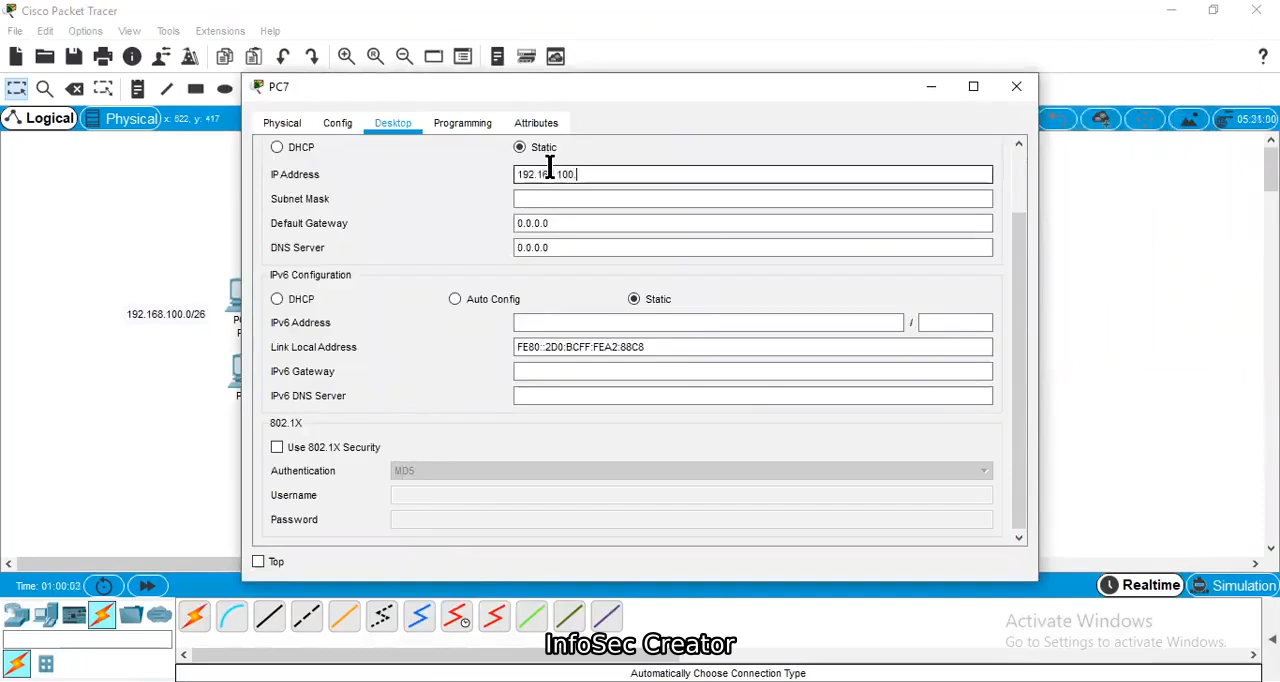 Cisco Packet Tracer
File Edit Options View Tools Extensions Help
PC7
Logical Physical x: 822, y: 417 05:31:00
Physical Config Desktop Programming Attributes
DHCP Static
IP Address 192.16 100.
Subnet Mask
Default Gateway 0.0.0.0
DNS Server 0.0.0.0
IPv6 Configuration
DHCP Auto Config Static
192.168.100.0/26
IPv6 Address /
Link Local Address FE80::2D0:BCFF:FEA2:88C8
IPv6 Gateway
IPv6 DNS Server
802.1X
Use 802.1X Security
Authentication MD5
Username
Password
Top
Time: 01:00:03 Realtime Simulation
Activate Windows
Go to Settings to activate Windows.
InfoSec Creator
Automatically Choose Connection Type